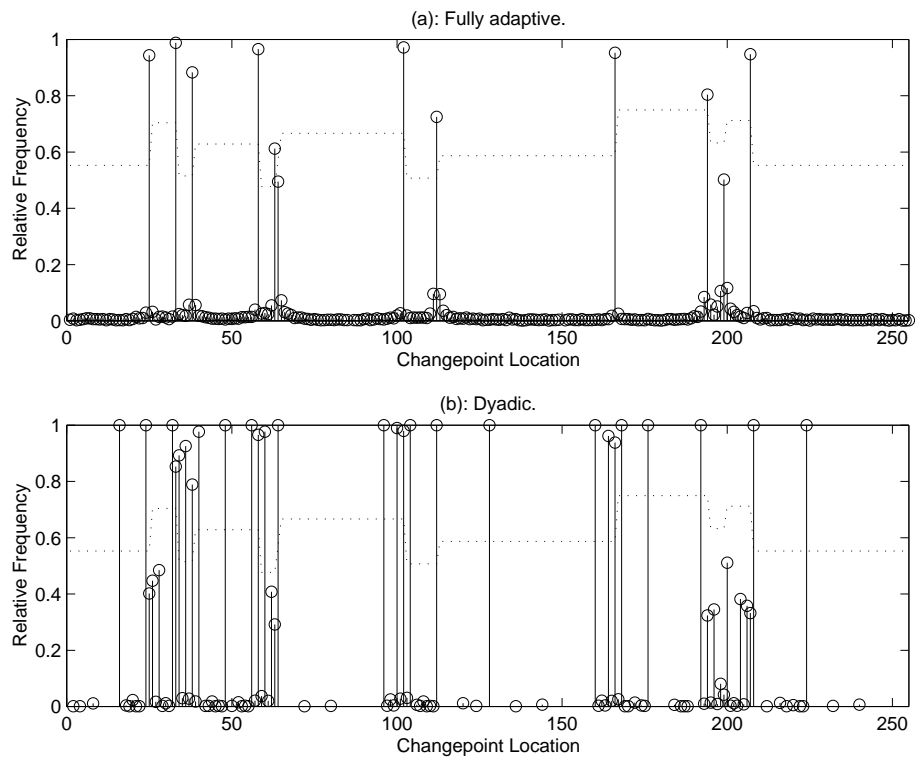 (a): Fully adaptive.
1
0.8
0.6
0.4
0.2
0
Relative Frequency
0 50 100 150 200 250
Changepoint Location
(b): Dyadic.
1
0.8
0.6
0.4
0.2
0
Relative Frequency
0 50 100 150 200 250
Changepoint Location